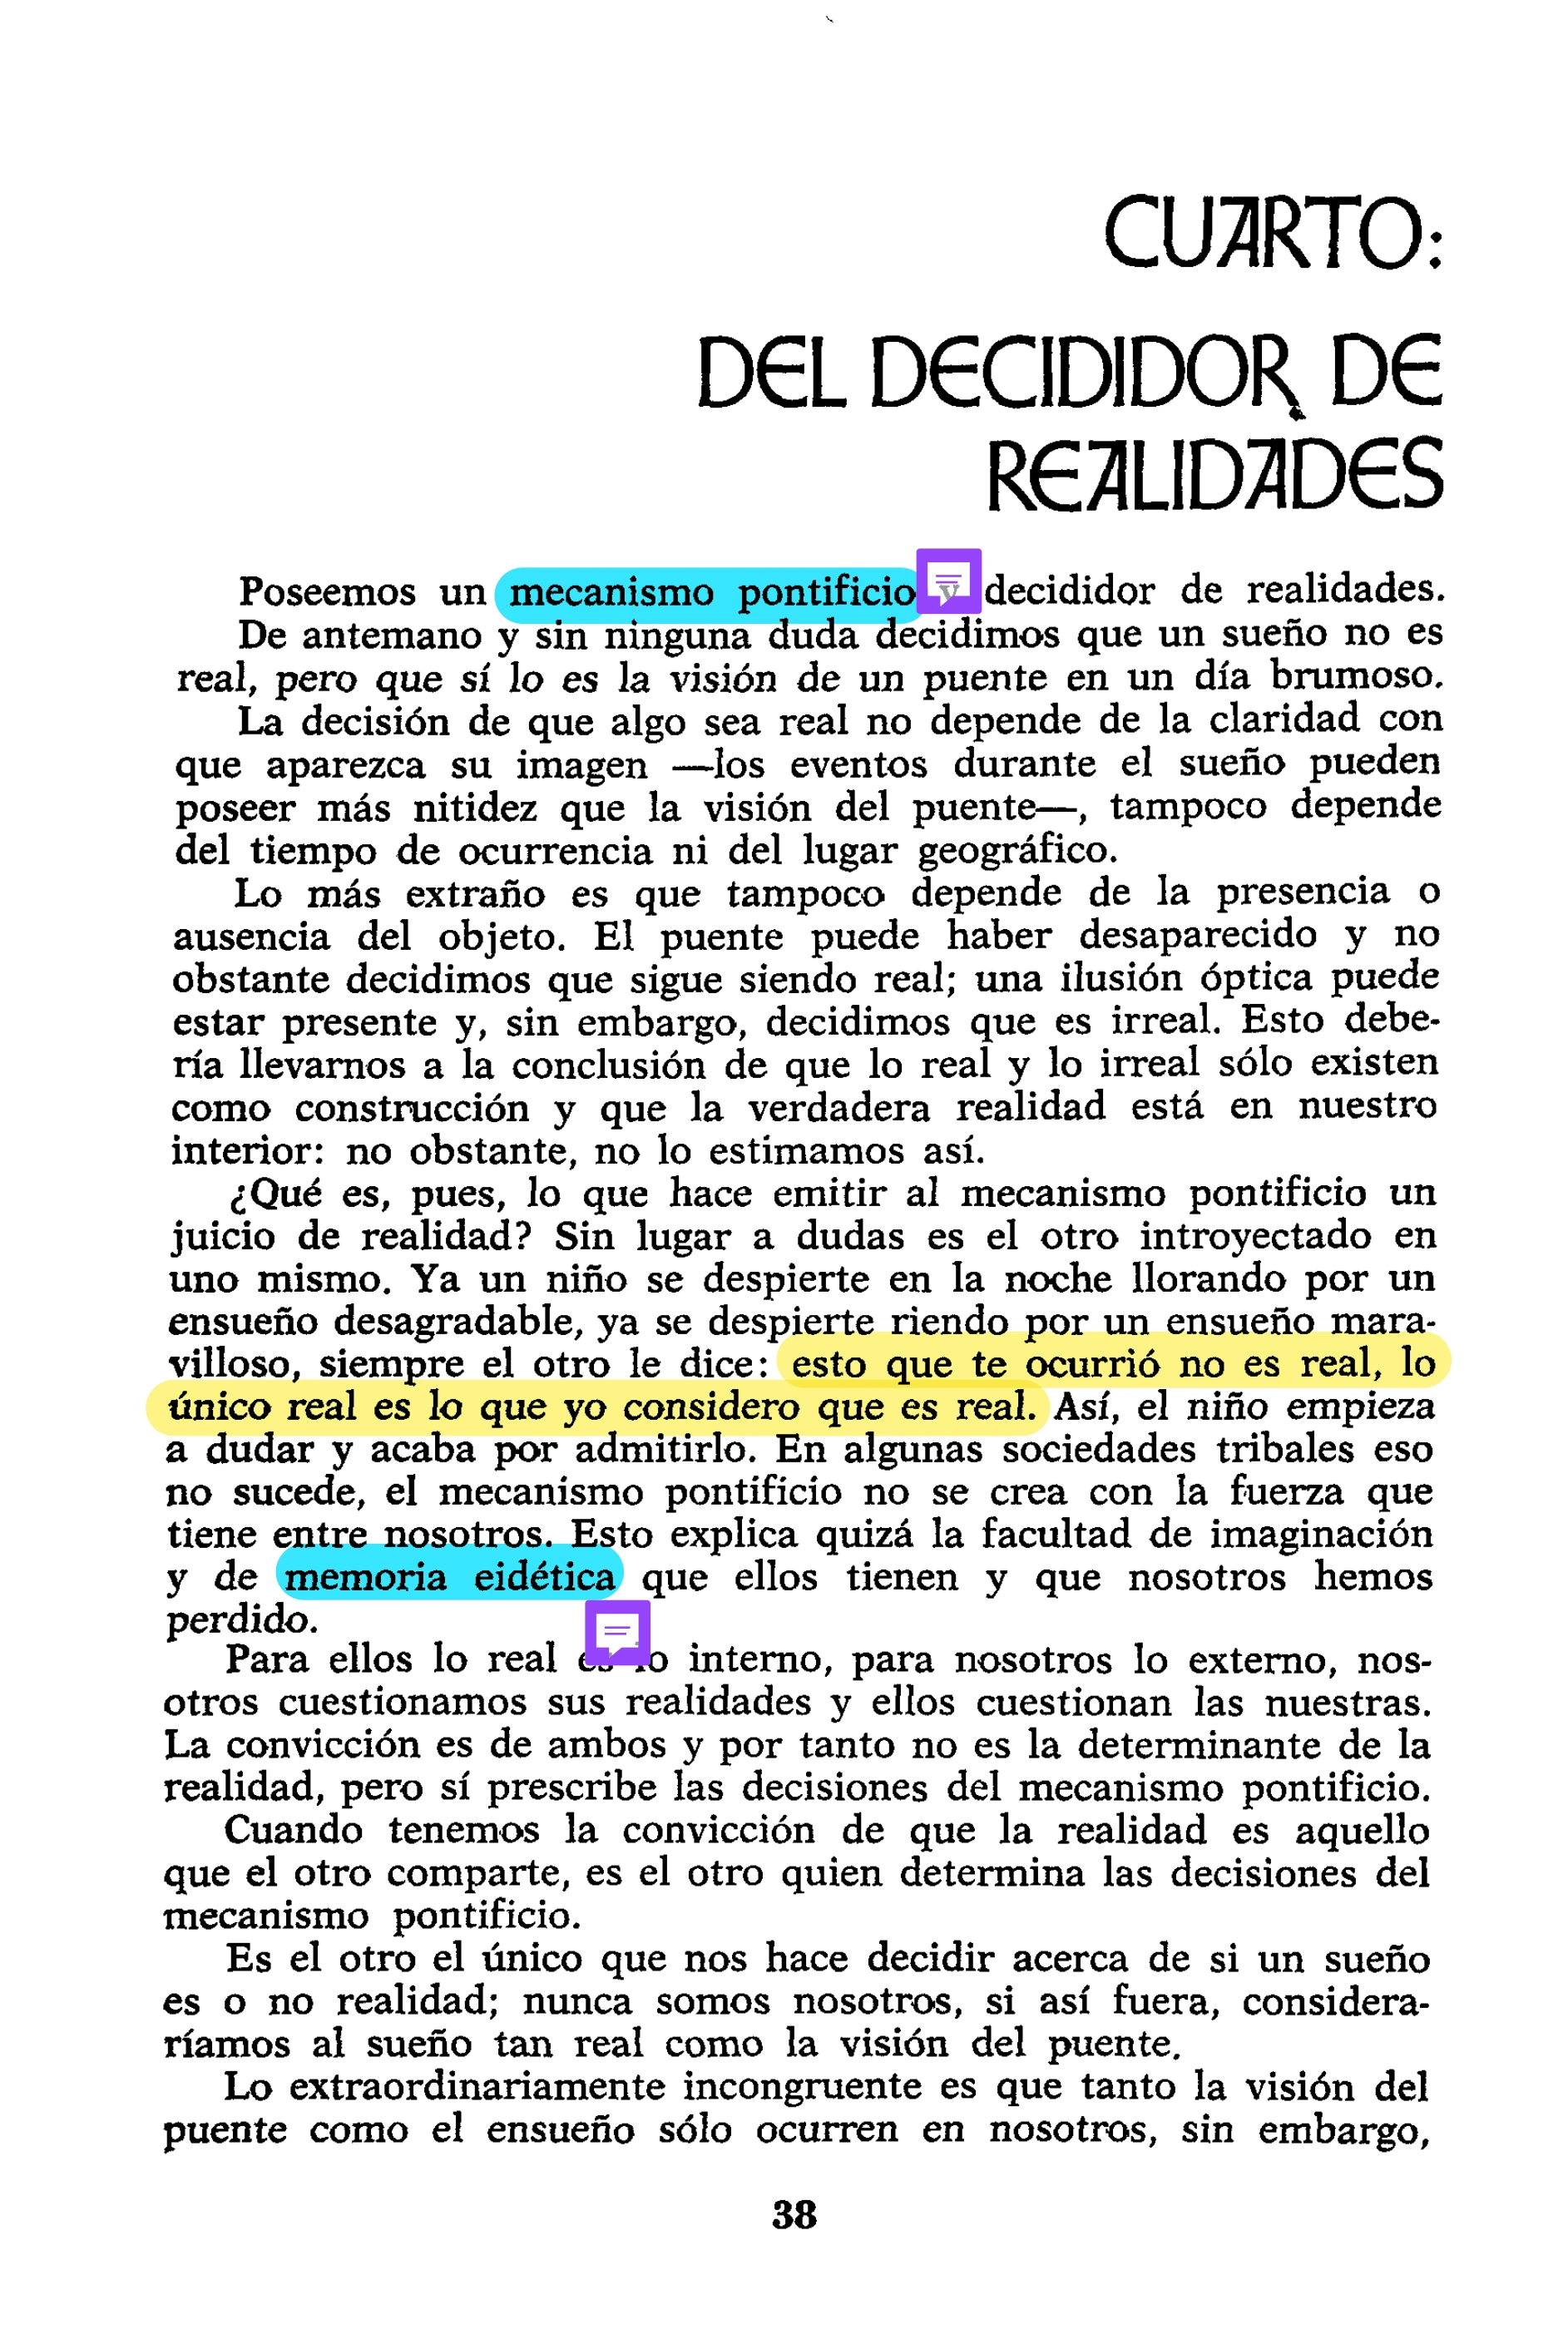 CUARTO:
DEL DECIDIDOR DE
REALIDADES
Poseemos un mecanismo pontificio y decididor de realidades.
De antemano y sin ninguna duda decidimos que un sueño no es
real, pero que sí lo es la visión de un puente en un día brumoso.
La decisión de que algo sea real no depende de la claridad con
que aparezca su imagen —los eventos durante el sueño pueden
poseer más nitidez que la visión del puente—, tampoco depende
del tiempo de ocurrencia ni del lugar geográfico.
Lo más extraño es que tampoco depende de la presencia o
ausencia del objeto. El puente puede haber desaparecido y no
obstante decidimos que sigue siendo real; una ilusión óptica puede
estar presente y, sin embargo, decidimos que es irreal. Esto debe-
ría llevarnos a la conclusión de que lo real y lo irreal sólo existen
como construcción y que la verdadera realidad está en nuestro
interior: no obstante, no lo estimamos así.
¿Qué es, pues, lo que hace emitir al mecanismo pontificio un
juicio de realidad? Sin lugar a dudas es el otro introyectado en
uno mismo. Ya un niño se despierte en la noche llorando por un
ensueño desagradable, ya se despierte riendo por un ensueño mara-
villoso, siempre el otro le dice: esto que te ocurrió no es real, lo
único real es lo que yo considero que es real. Así, el niño empieza
a dudar y acaba por admitirlo. En algunas sociedades tribales eso
no sucede, el mecanismo pontificio no se crea con la fuerza que
tiene entre nosotros. Esto explica quizá la facultad de imaginación
y de memoria eidética que ellos tienen y que nosotros hemos
perdido.
Para ellos lo real es lo interno, para nosotros lo externo, nos-
otros cuestionamos sus realidades y ellos cuestionan las nuestras.
La convicción es de ambos y por tanto no es la determinante de la
realidad, pero sí prescribe las decisiones del mecanismo pontificio.
Cuando tenemos la convicción de que la realidad es aquello
que el otro comparte, es el otro quien determina las decisiones del
mecanismo pontificio.
Es el otro el único que nos hace decidir acerca de si un sueño
es o no realidad; nunca somos nosotros, si así fuera, considera-
ríamos al sueño tan real como la visión del puente.
Lo extraordinariamente incongruente es que tanto la visión del
puente como el ensueño sólo ocurren en nosotros, sin embargo,
38